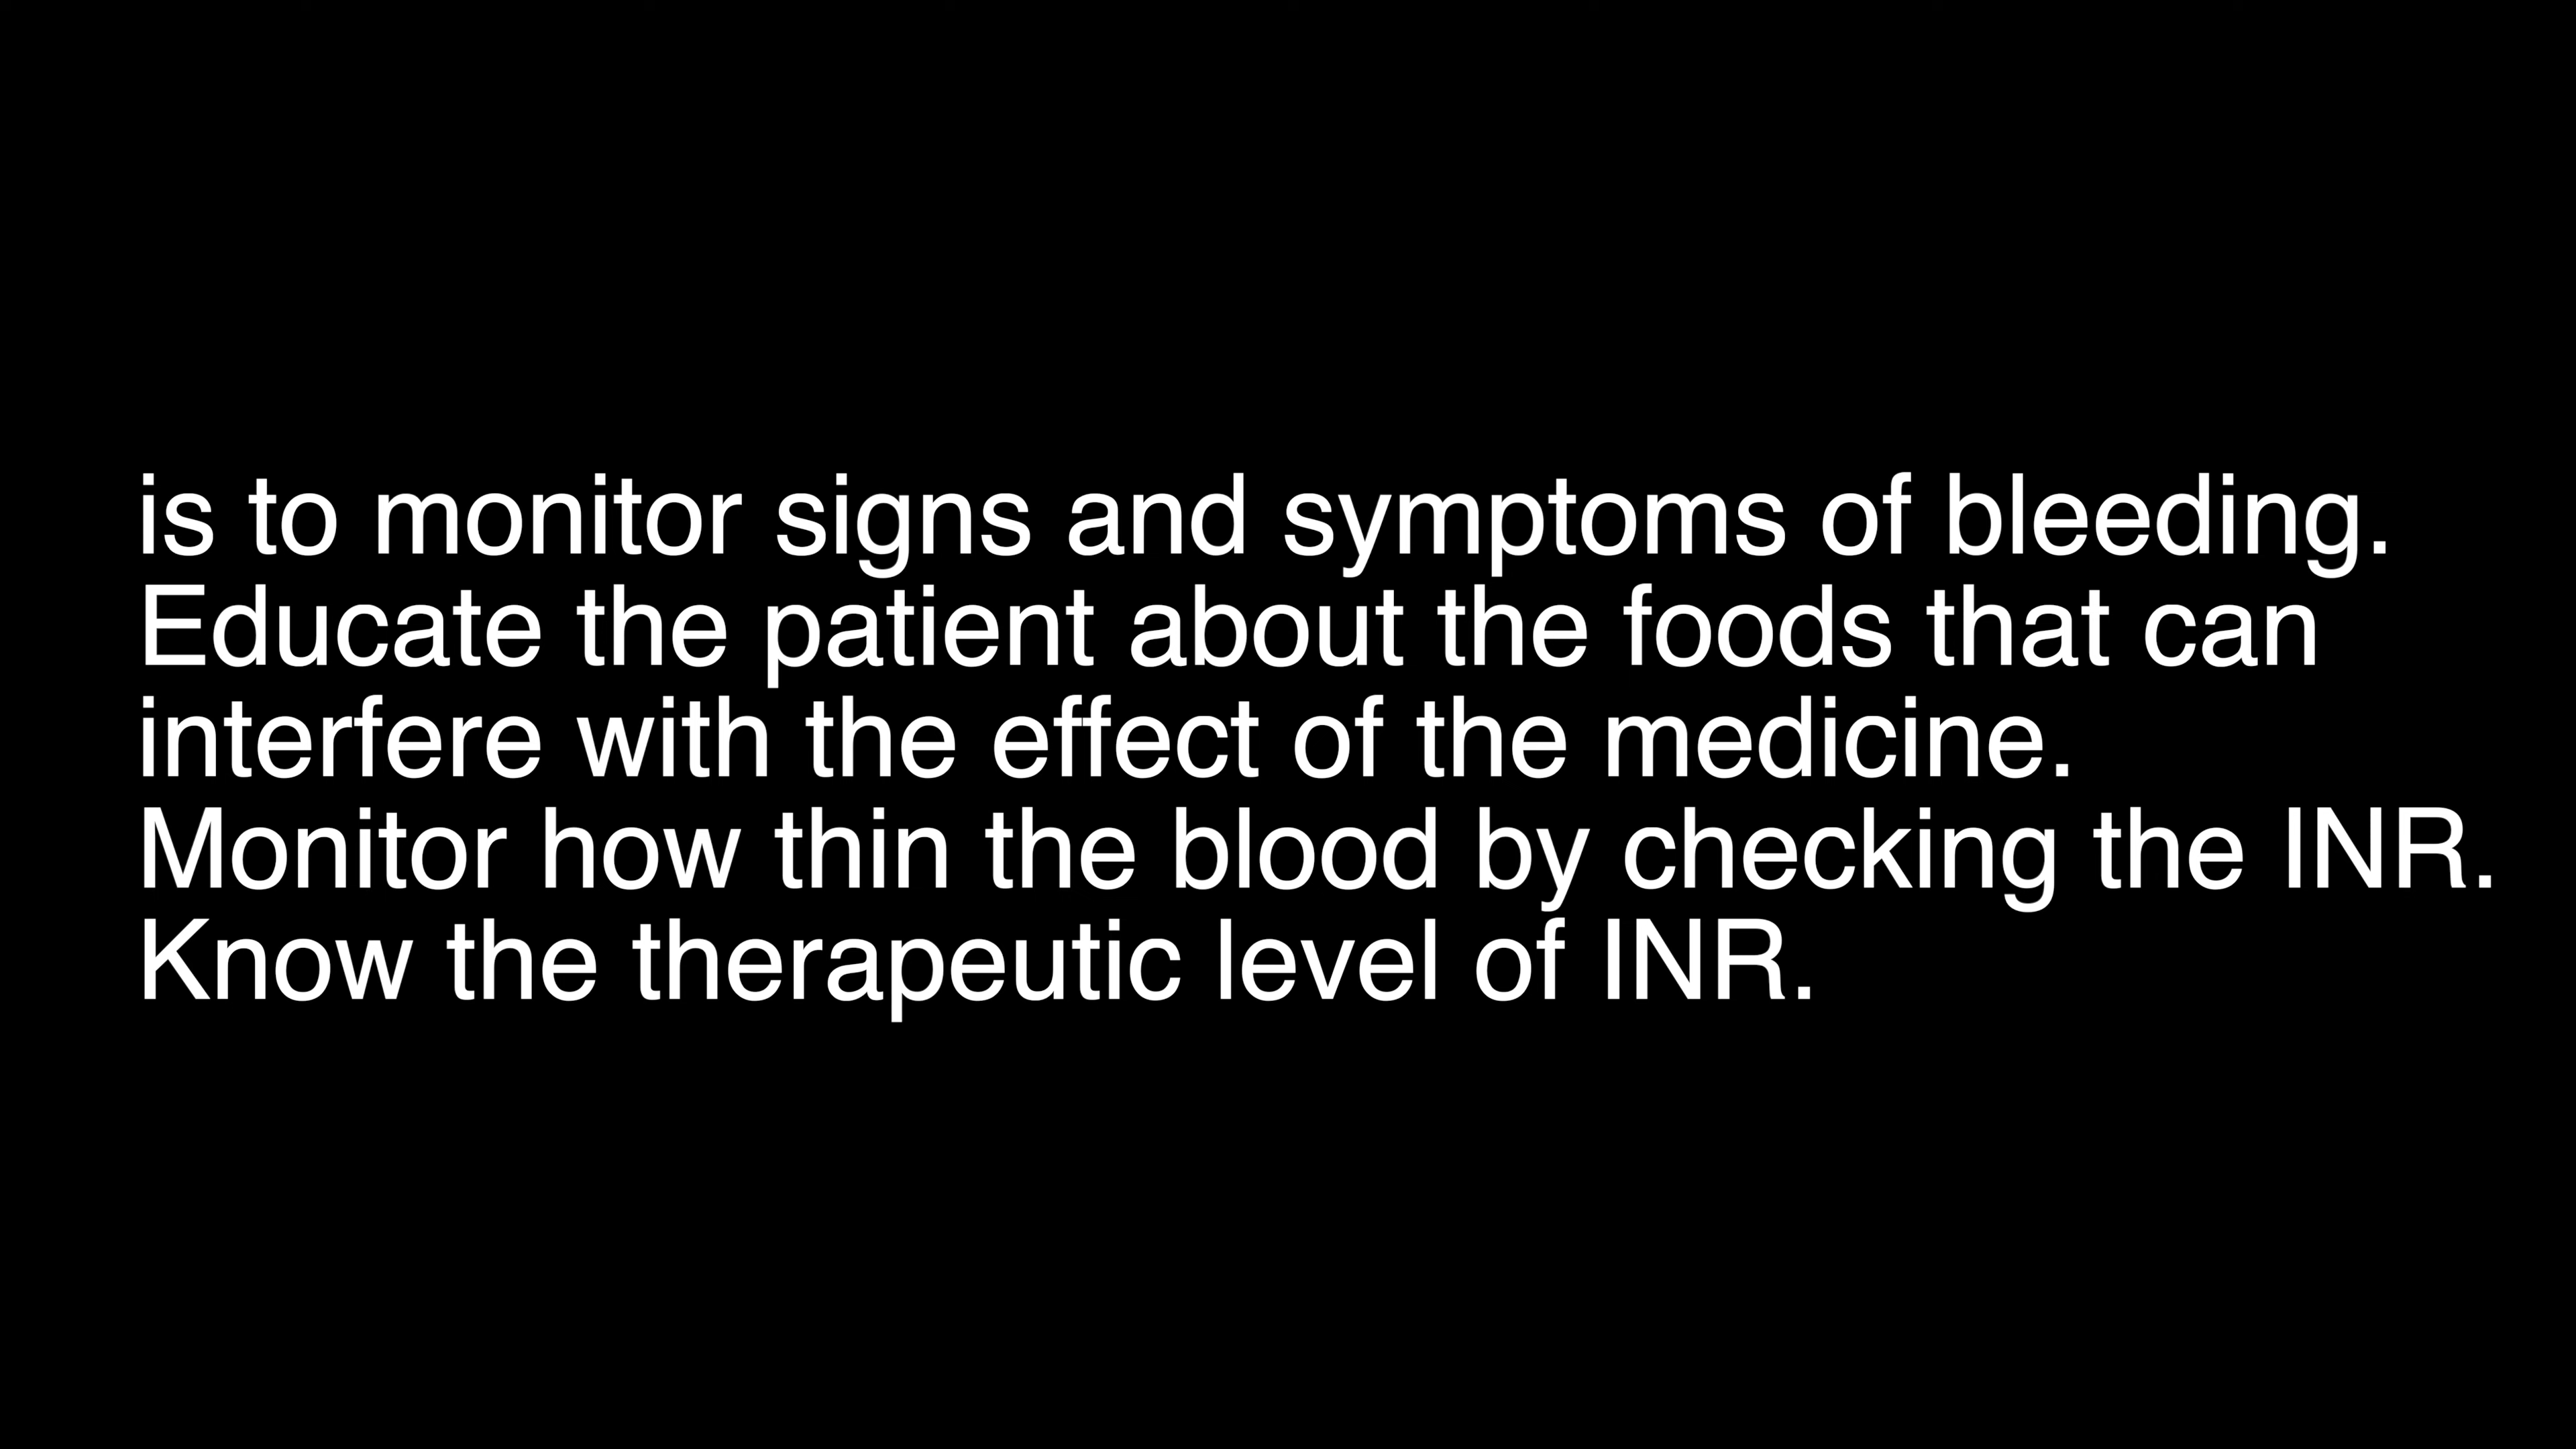 is to monitor signs and symptoms of bleeding.
Educate the patient about the foods that can
interfere with the effect of the medicine.
Monitor how thin the blood by checking the INR.
Know the therapeutic level of INR.